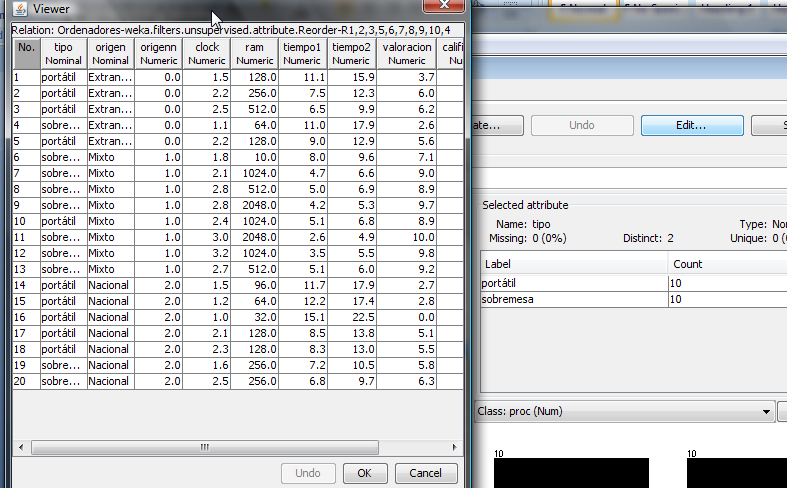 Viewer
Relation: Ordenadores-weka.filters.unsupervised.attribute.Reorder-R1,2,3,5,6,7,8,9,10,4
No. tipo origen origenn clock ram tiempo1 tiempo2 valoracion califi
Nominal Nominal Numeric Numeric Numeric Numeric Numeric Numeric Nu
1 portátil Extran... 0.0 1.5 128.0 11.1 15.9 3.7
2 portátil Extran... 0.0 2.2 256.0 7.5 12.3 6.0
3 portátil Extran... 0.0 2.5 512.0 6.5 9.9 6.2
4 sobre... Extran... 0.0 1.1 64.0 11.0 17.9 2.6
5 portátil Extran... 0.0 2.2 128.0 9.0 12.9 5.6
6 sobre... Mixto 1.0 1.8 10.0 8.0 9.6 7.1
7 sobre... Mixto 1.0 2.1 1024.0 4.7 6.6 9.0
8 sobre... Mixto 1.0 2.8 512.0 5.0 6.9 8.9
9 sobre... Mixto 1.0 2.8 2048.0 4.2 5.3 9.7
10 portátil Mixto 1.0 2.4 1024.0 5.1 6.8 8.9
11 sobre... Mixto 1.0 3.0 2048.0 2.6 4.9 10.0
12 sobre... Mixto 1.0 3.2 1024.0 3.5 5.5 9.8
13 sobre... Mixto 1.0 2.7 512.0 5.1 6.0 9.2
14 portátil Nacional 2.0 1.5 96.0 11.7 17.9 2.7
15 portátil Nacional 2.0 1.2 64.0 12.2 17.4 2.8
16 portátil Nacional 2.0 1.0 32.0 15.1 22.5 0.0
17 portátil Nacional 2.0 2.1 128.0 8.5 13.8 5.1
18 portátil Nacional 2.0 2.3 128.0 8.3 13.0 5.5
19 sobre... Nacional 2.0 1.6 256.0 7.2 10.5 5.8
20 sobre... Nacional 2.0 2.5 256.0 6.8 9.7 6.3
Undo OK Cancel
ate... Undo Edit... S
Selected attribute
Name: tipo Type: No
Missing: 0 (0%) Distinct: 2 Unique: 0 (
Label Count
portátil 10
sobremesa 10
Class: proc (Num)
10 10